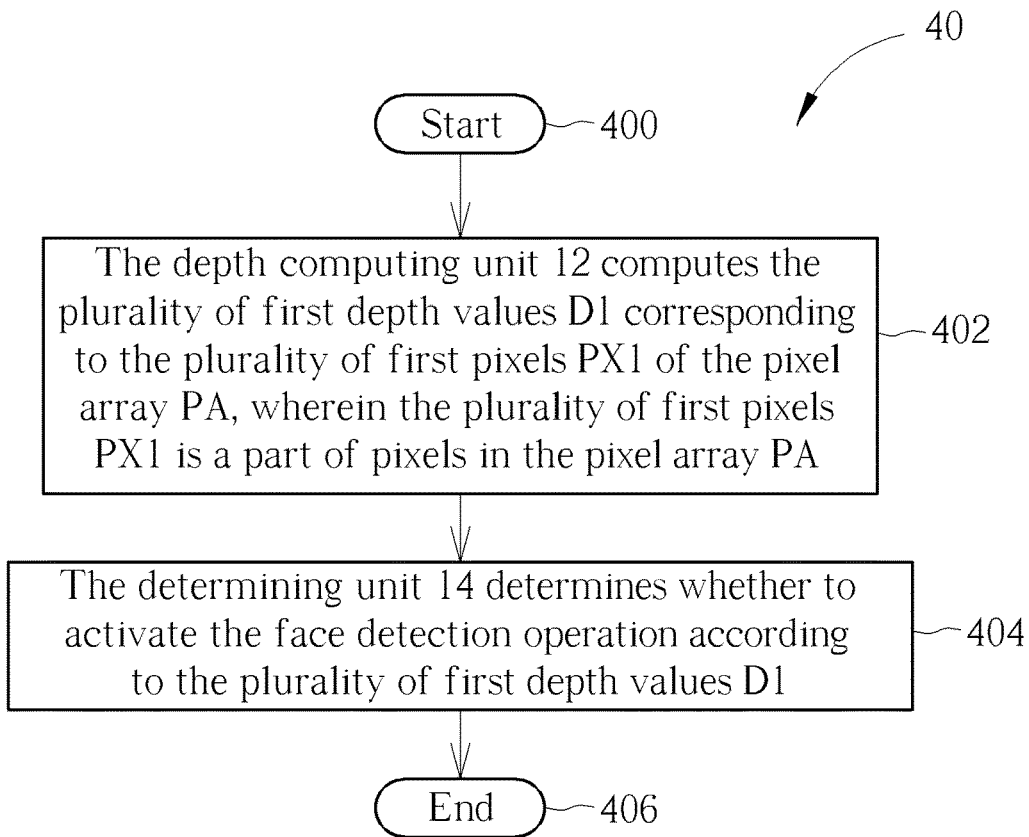 40
Start
400
The depth computing unit 12 computes the
plurality of first depth values D1 corresponding
to the plurality of first pixels PX1 of the pixel
array PA, wherein the plurality of first pixels
PX1 is a part of pixels in the pixel array PA
402
The determining unit 14 determines whether to
activate the face detection operation according
to the plurality of first depth values D1
404
End
406